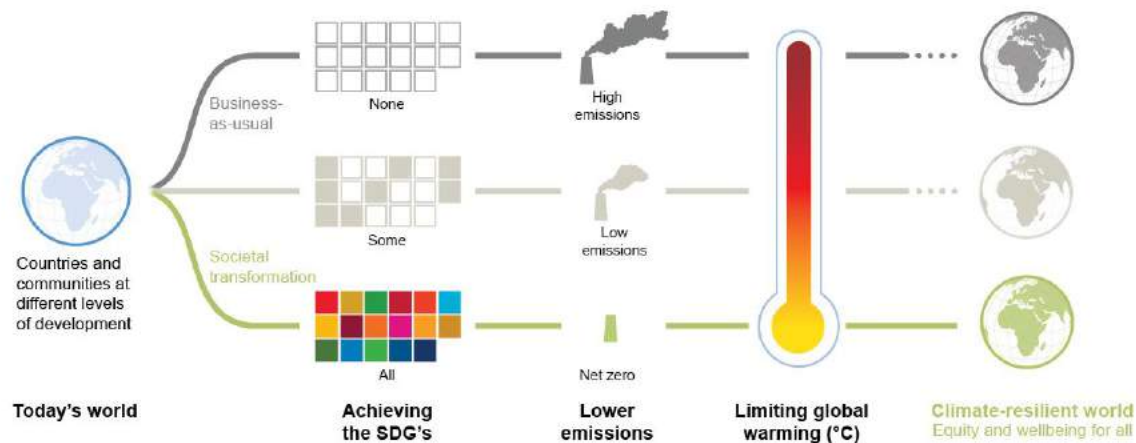 Business-
as-usual
None
High
emissions
Some
Low
emissions
Societal
transformation
Countries and
communities at
different levels
of development
All
Net zero
Today's world
Achieving
the SDG's
Lower
emissions
Limiting global
warming (°C)
Climate-resilient world
Equity and wellbeing for all